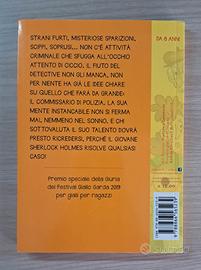 DA 8 ANNI
STRANI FURTI, MISTERIOSE SPARIZIONI,
SOFFI, SOPRUSI... NON C'È ATTIVITÀ
CRIMINALE CHE SFUGGA ALL'OCCHIO
ATTENTO DI CICCIO. IL FIUTO DEL
DETECTIVE NON GLI MANCA, NON
PER NIENTE HA GIÀ LE IDEE CHIARE
SU QUELLO CHE FARÀ DA GRANDE:
IL COMMISSARIO DI POLIZIA. LA SUA
MENTE INSTANCABILE NON SI FERMA
MAI, NEMMENO NEL SONNO. E CHI
SOTTOVALUTA IL SUO TALENTO DOVRÀ
PRESTO RICREDERSI, PERCHÉ IL GIOVANE
SHERLOCK HOLMES RISOLVE QUALSIASI
CASO!
Premio speciale della Giuria
del Festival Giallo Garda 2019
per gialli per ragazzi